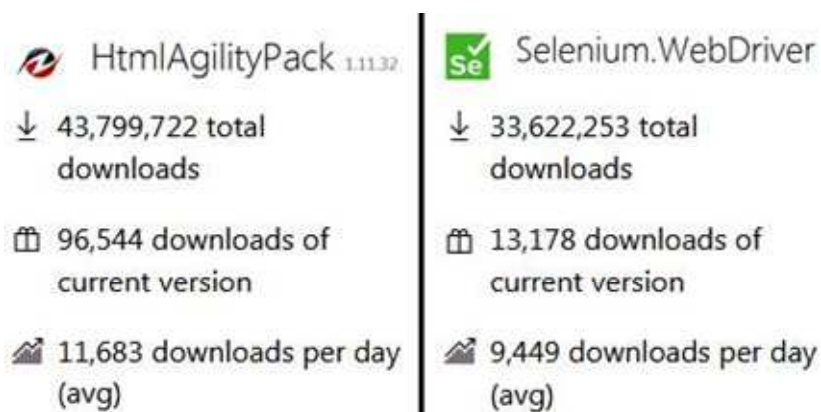 HtmlAgilityPack 1.11.32
43,799,722 total
downloads
96,544 downloads of
current version
11,683 downloads per day
(avg)
Se
Selenium.WebDriver
33,622,253 total
downloads
13,178 downloads of
current version
9,449 downloads per day
(avg)